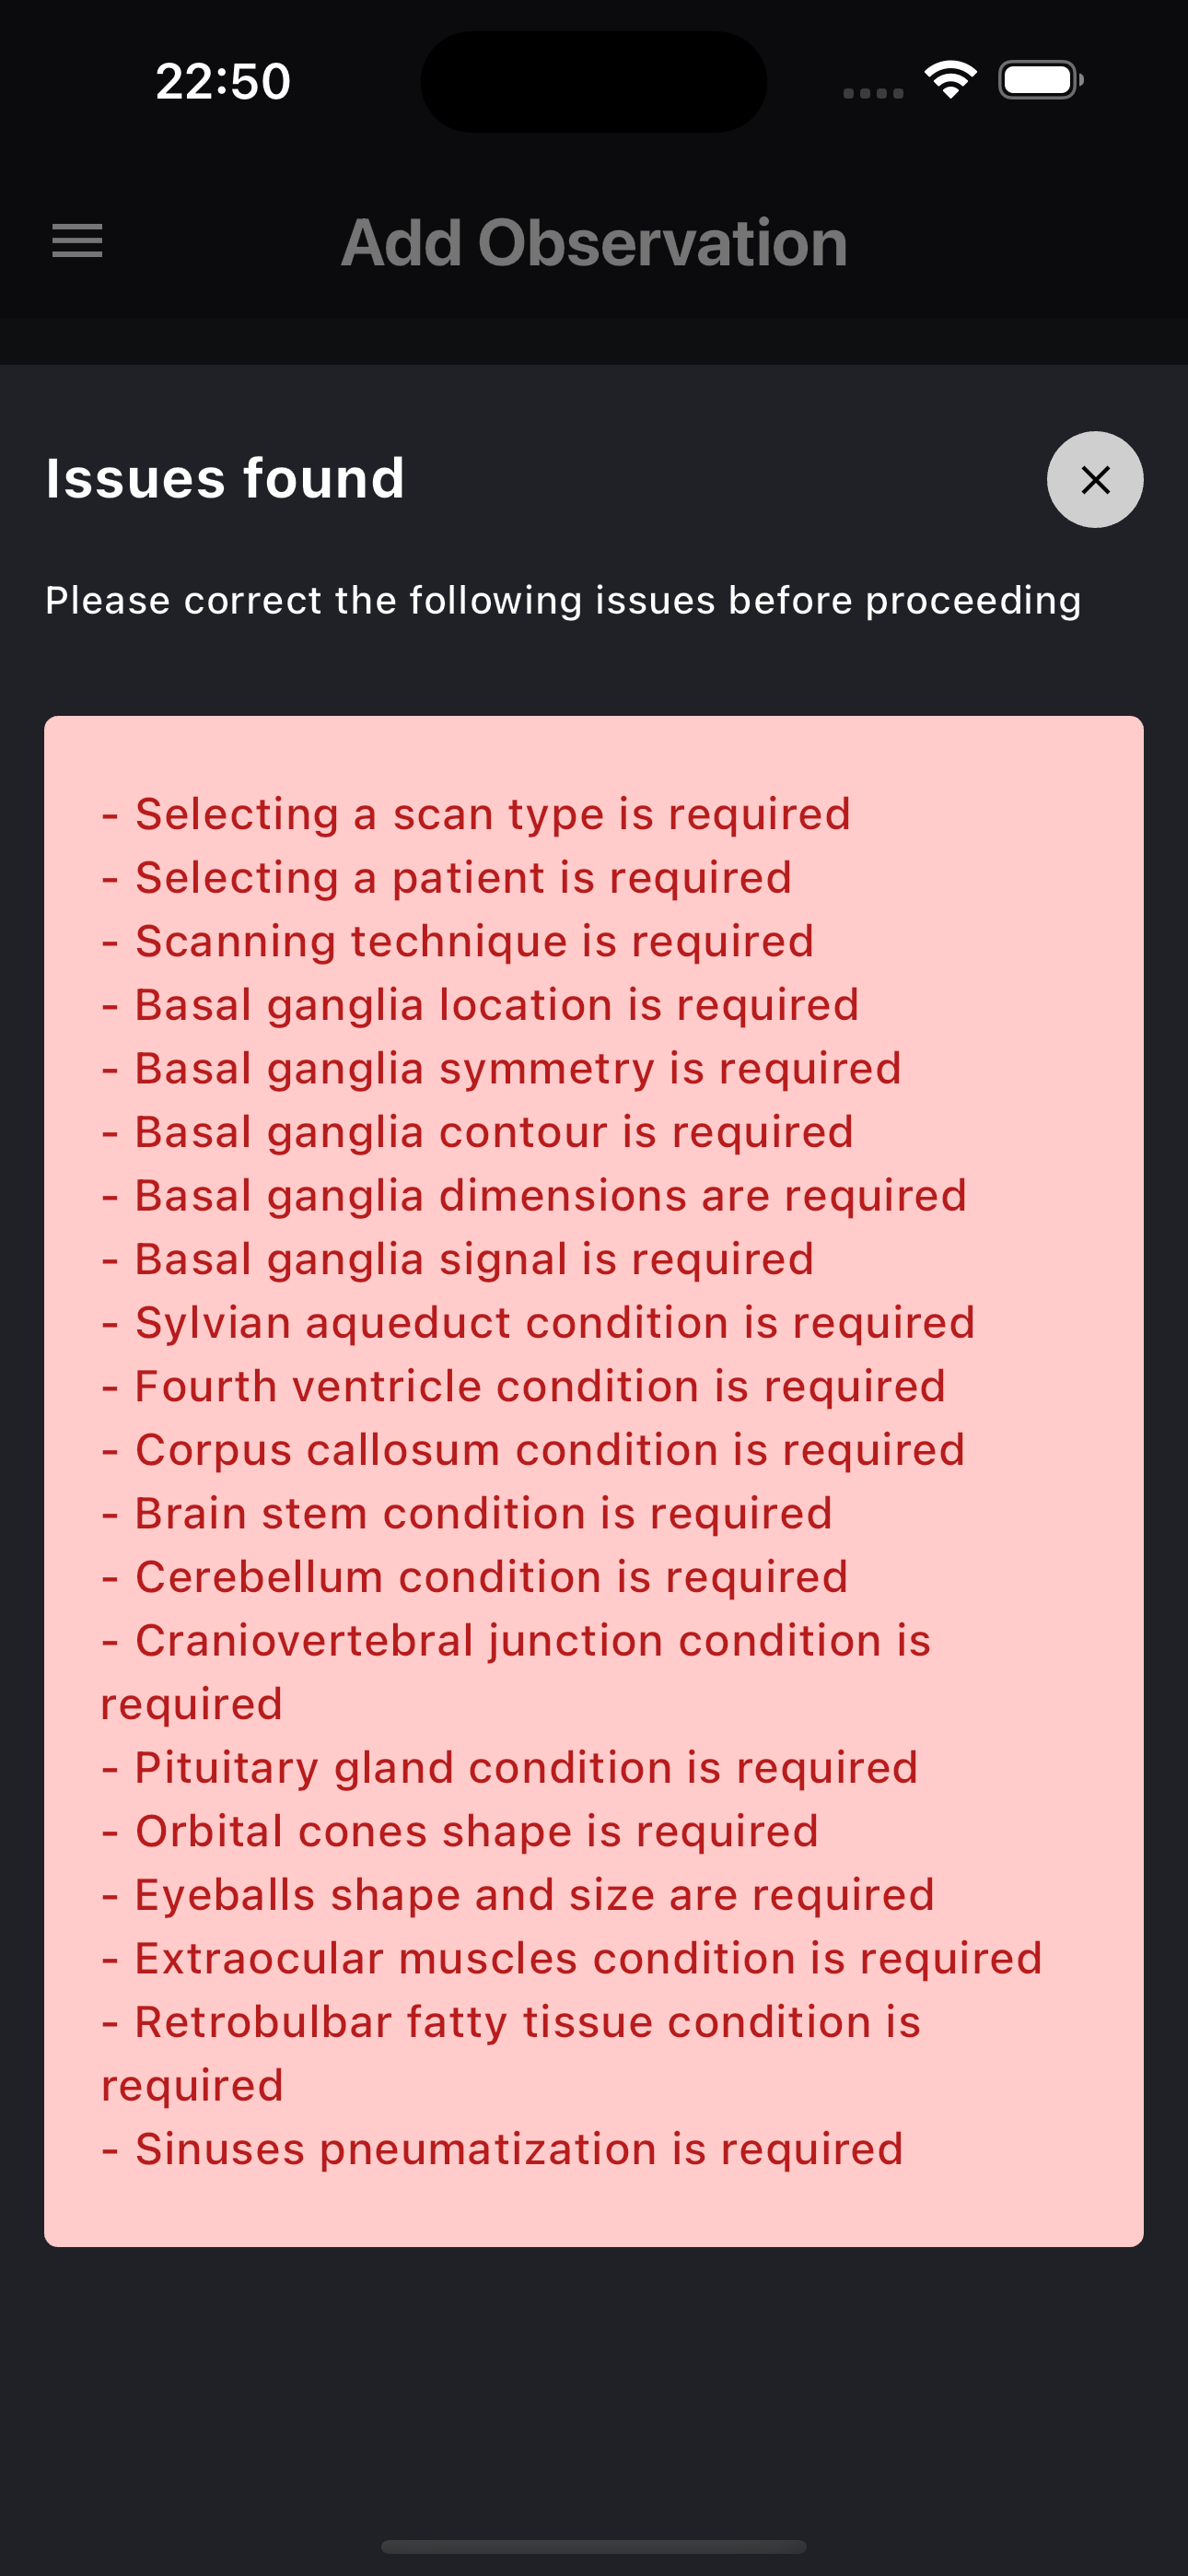 22:50
Add Observation
Issues found
Please correct the following issues before proceeding
- Selecting a scan type is required
- Selecting a patient is required
- Scanning technique is required
- Basal ganglia location is required
- Basal ganglia symmetry is required
- Basal ganglia contour is required
- Basal ganglia dimensions are required
- Basal ganglia signal is required
- Sylvian aqueduct condition is required
- Fourth ventricle condition is required
- Corpus callosum condition is required
- Brain stem condition is required
- Cerebellum condition is required
- Craniovertebral junction condition is
required
- Pituitary gland condition is required
- Orbital cones shape is required
- Eyeballs shape and size are required
- Extraocular muscles condition is required
- Retrobulbar fatty tissue condition is
required
- Sinuses pneumatization is required